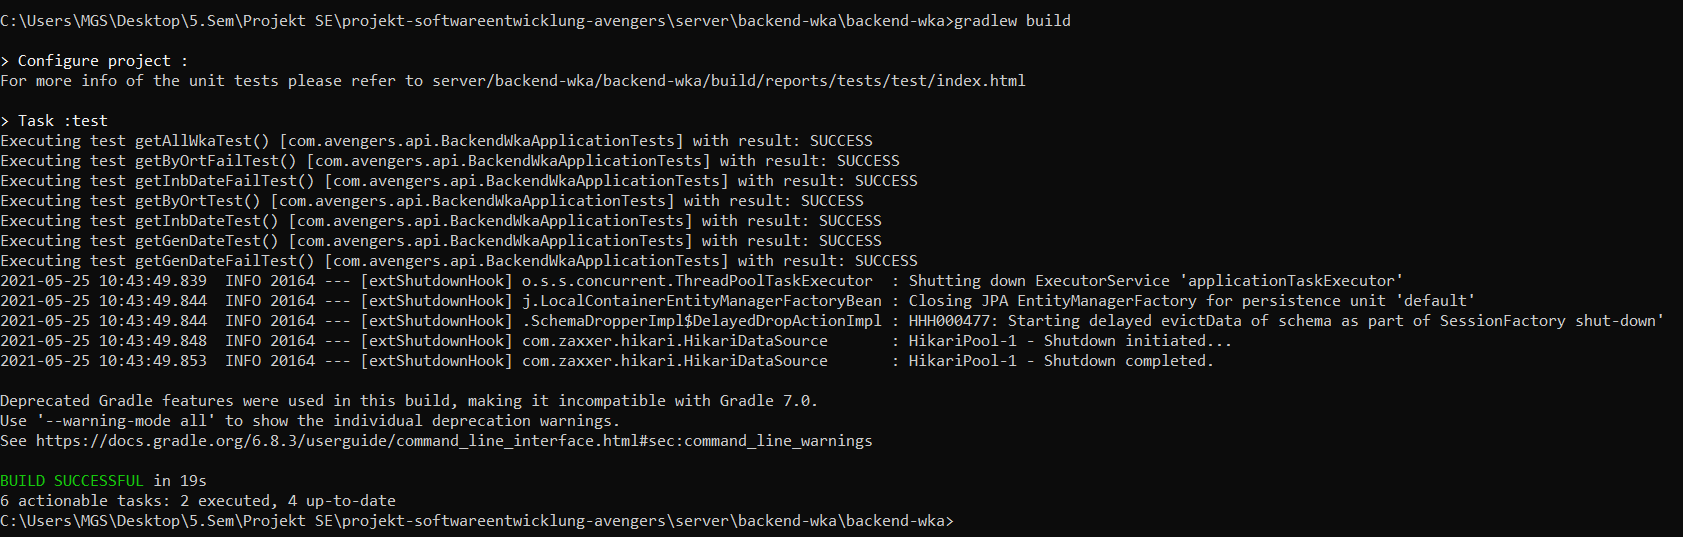 C:\Users\MGS\Desktop\5.Sem\Projekt SE\projekt-softwareentwicklung-avengers\server\backend-wka\backend-wka>gradlew build
> Configure project :
For more info of the unit tests please refer to server/backend-wka/backend-wka/build/reports/tests/test/index.html
> Task :test
Executing test getAllWkaTest() [com.avengers.api.BackendWkaApplicationTests] with result: SUCCESS
Executing test getByOrtFailTest() [com.avengers.api.BackendWkaApplicationTests] with result: SUCCESS
Executing test getInbDateFailTest() [com.avengers.api.BackendWkaApplicationTests] with result: SUCCESS
Executing test getByOrtTest() [com.avengers.api.BackendWkaApplicationTests] with result: SUCCESS
Executing test getInbDateTest() [com.avengers.api.BackendWkaApplicationTests] with result: SUCCESS
Executing test getGenDateTest() [com.avengers.api.BackendWkaApplicationTests] with result: SUCCESS
Executing test getGenDateFailTest() [com.avengers.api.BackendWkaApplicationTests] with result: SUCCESS
2021-05-25 10:43:49.839  INFO 20164 --- [extShutdownHook] o.s.s.concurrent.ThreadPoolTaskExecutor  : Shutting down ExecutorService 'applicationTaskExecutor'
2021-05-25 10:43:49.844  INFO 20164 --- [extShutdownHook] j.LocalContainerEntityManagerFactoryBean : Closing JPA EntityManagerFactory for persistence unit 'default'
2021-05-25 10:43:49.844  INFO 20164 --- [extShutdownHook] .SchemaDropperImpl$DelayedDropActionImpl : HHH000477: Starting delayed evictData of schema as part of SessionFactory shut-down'
2021-05-25 10:43:49.848  INFO 20164 --- [extShutdownHook] com.zaxxer.hikari.HikariDataSource       : HikariPool-1 - Shutdown initiated...
2021-05-25 10:43:49.853  INFO 20164 --- [extShutdownHook] com.zaxxer.hikari.HikariDataSource       : HikariPool-1 - Shutdown completed.
Deprecated Gradle features were used in this build, making it incompatible with Gradle 7.0.
Use '--warning-mode all' to show the individual deprecation warnings.
See https://docs.gradle.org/6.8.3/userguide/command_line_interface.html#sec:command_line_warnings
BUILD SUCCESSFUL in 19s
6 actionable tasks: 2 executed, 4 up-to-date
C:\Users\MGS\Desktop\5.Sem\Projekt SE\projekt-softwareentwicklung-avengers\server\backend-wka\backend-wka>